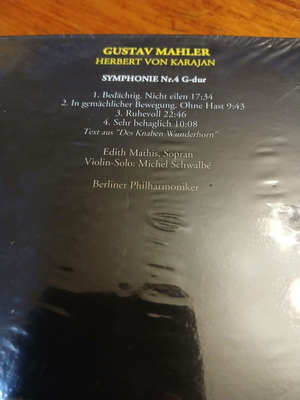 GUSTAV MAHLER
HERBERT VON KARAJAN
SYMPHONIE Nr.4 G-dur
1. Bedächtig. Nicht eilen 17:34
2. In gemächlicher Bewegung. Ohne Hast 9:43
3. Ruhevoll 22:46
4. Sehr behaglich 10:08
Text aus "Des Knaben Wunderhorn"
Edith Mathis, Sopran
Violin-Solo: Michel Schwalbé
Berliner Philharmoniker